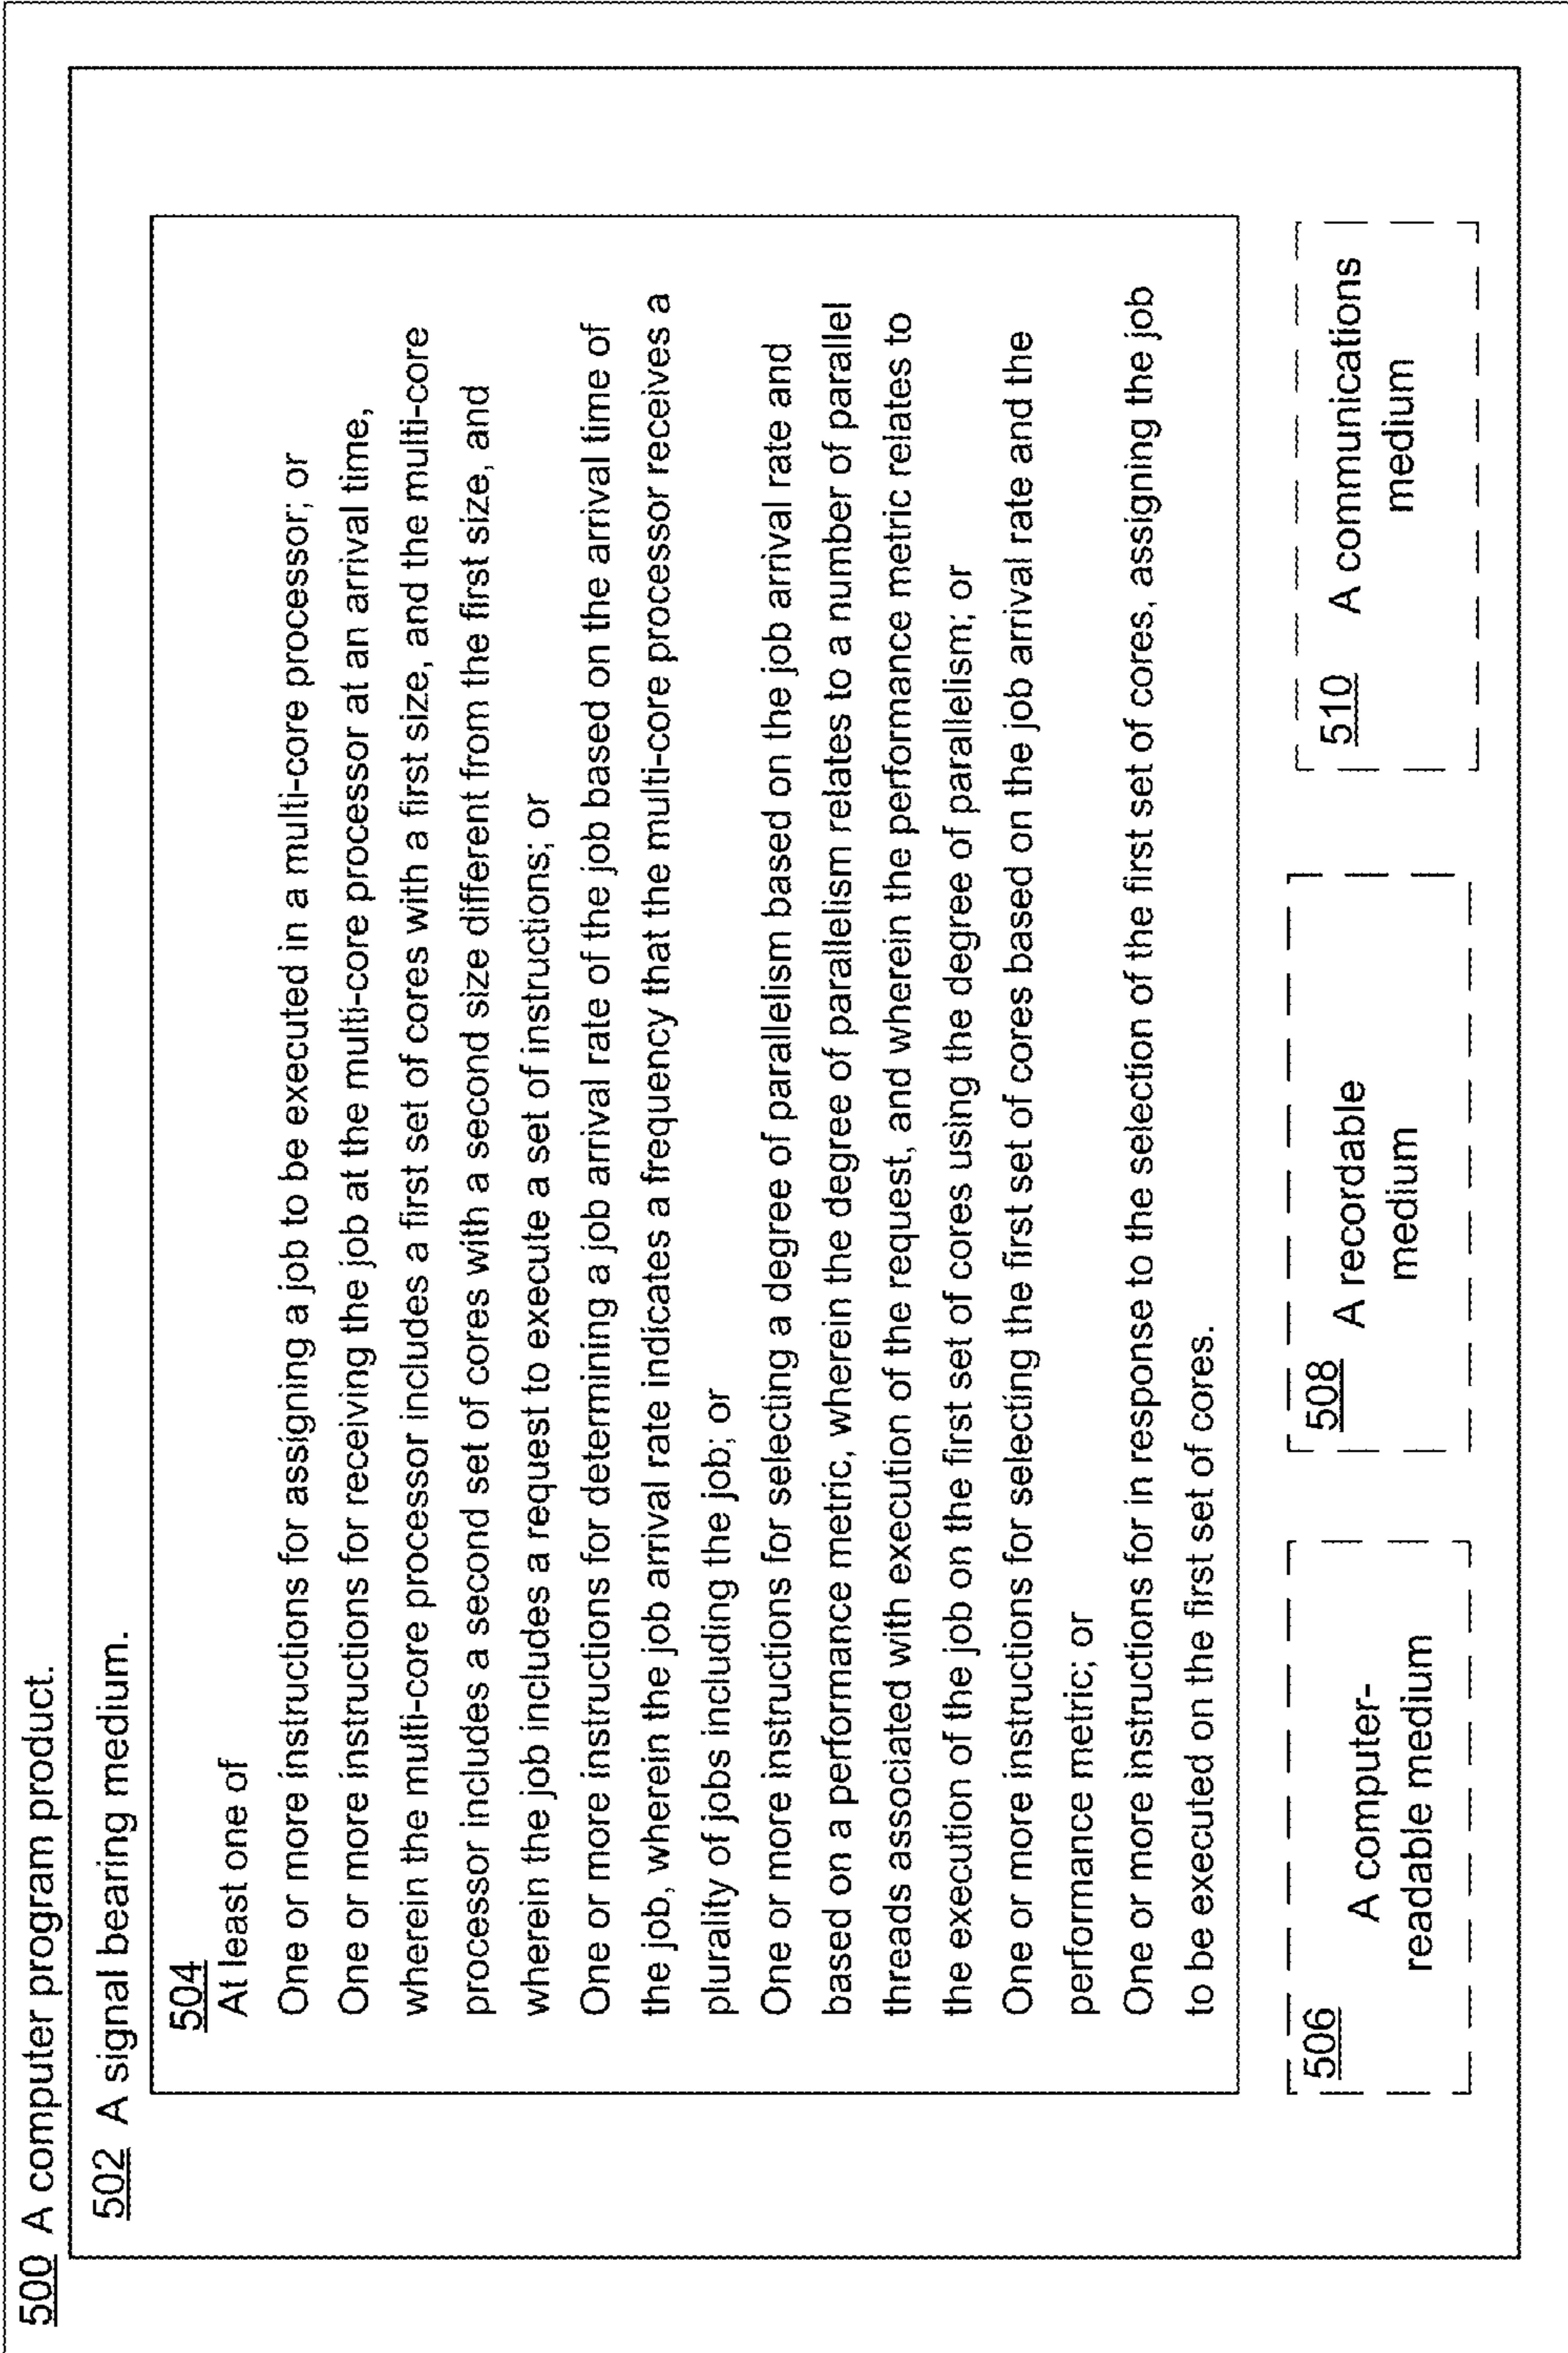 500 A computer program product.
502 A signal bearing medium.
504
At least one of
One or more instructions for assigning a job to be executed in a multi-core processor; or
One or more instructions for receiving the job at the multi-core processor at an arrival time,
wherein the multi-core processor includes a first set of cores with a first size, and the multi-core
processor includes a second set of cores with a second size different from the first size, and
wherein the job includes a request to execute a set of instructions; or
One or more instructions for determining a job arrival rate of the job based on the arrival time of
the job, wherein the job arrival rate indicates a frequency that the multi-core processor receives a
plurality of jobs including the job; or
One or more instructions for selecting a degree of parallelism based on the job arrival rate and
based on a performance metric, wherein the degree of parallelism relates to a number of parallel
threads associated with execution of the request, and wherein the performance metric relates to
the execution of the job on the first set of cores using the degree of parallelism; or
One or more instructions for selecting the first set of cores based on the job arrival rate and the
performance metric; or
One or more instructions for in response to the selection of the first set of cores, assigning the job
to be executed on the first set of cores.
506
A computer-
readable medium
508 A recordable
medium
510 A communications
medium